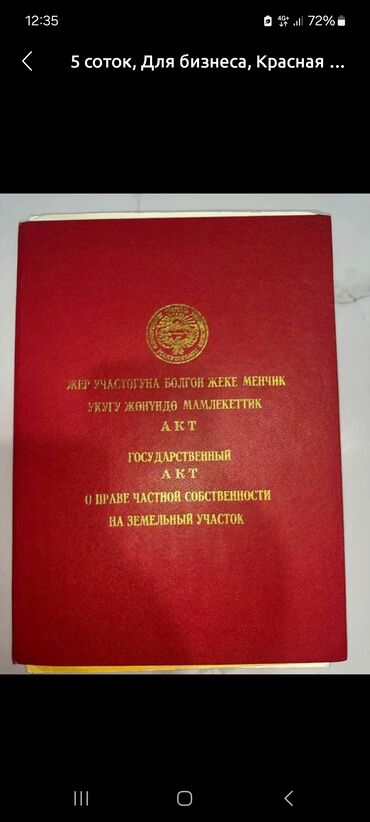 12:35
4G+
72%
5 соток, Для бизнеса, Красная ...
ЖЕР УЧАСТОГУНА БОЛГОН ЖЕКЕ МЕНЧИК
УКУГУ ЖӨНҮНДӨ МАМЛЕКЕТТИК
АКТ
ГОСУДАРСТВЕННЫЙ
АКТ
О ПРАВЕ ЧАСТНОЙ СОБСТВЕННОСТИ
НА ЗЕМЕЛЬНЫЙ УЧАСТОК